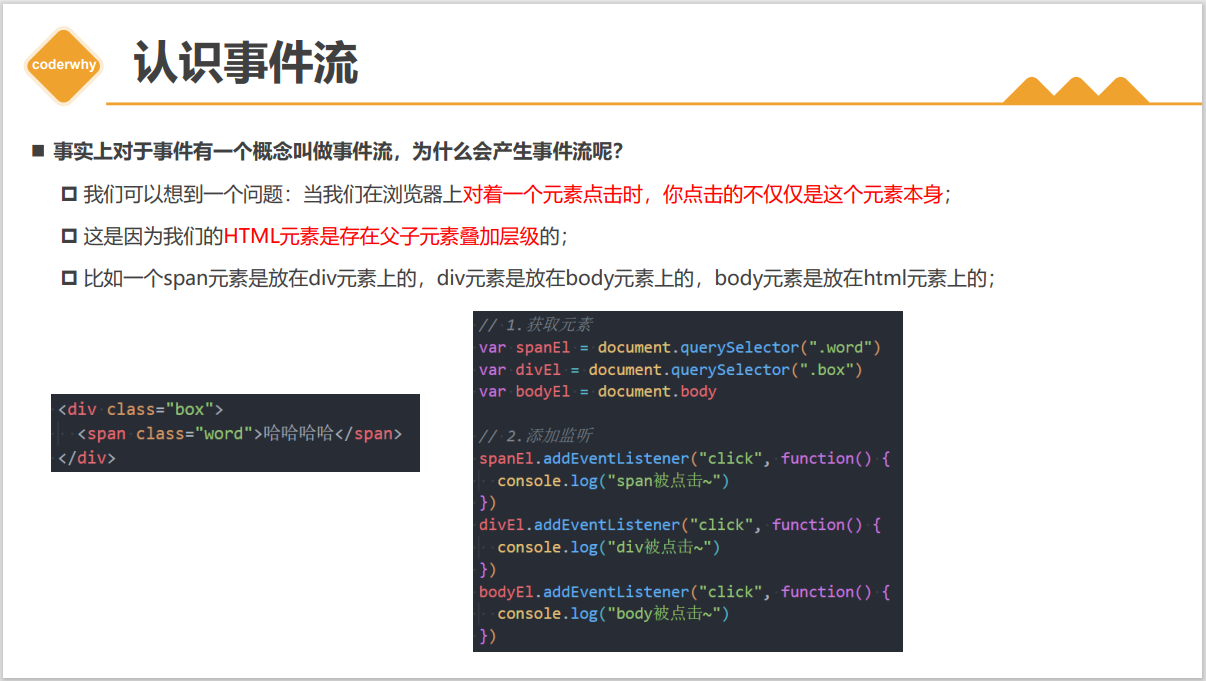 coderwhy
认识事件流
事实上对于事件有一个概念叫做事件流，为什么会产生事件流呢？
我们可以想到一个问题：当我们在浏览器上对着一个元素点击时，你点击的不仅仅是这个元素本身；
这是因为我们的HTML元素是存在父子元素叠加层级的；
比如一个span元素是放在div元素上的，div元素是放在body元素上的，body元素是放在html元素上的；
<div class="box">
  <span class="word">哈哈哈哈</span>
</div>
// 1.获取元素
var spanEl = document.querySelector(".word")
var divEl = document.querySelector(".box")
var bodyEl = document.body
// 2.添加监听
spanEl.addEventListener("click", function() {
  console.log("span被点击~")
})
divEl.addEventListener("click", function() {
  console.log("div被点击~")
})
bodyEl.addEventListener("click", function() {
  console.log("body被点击~")
})